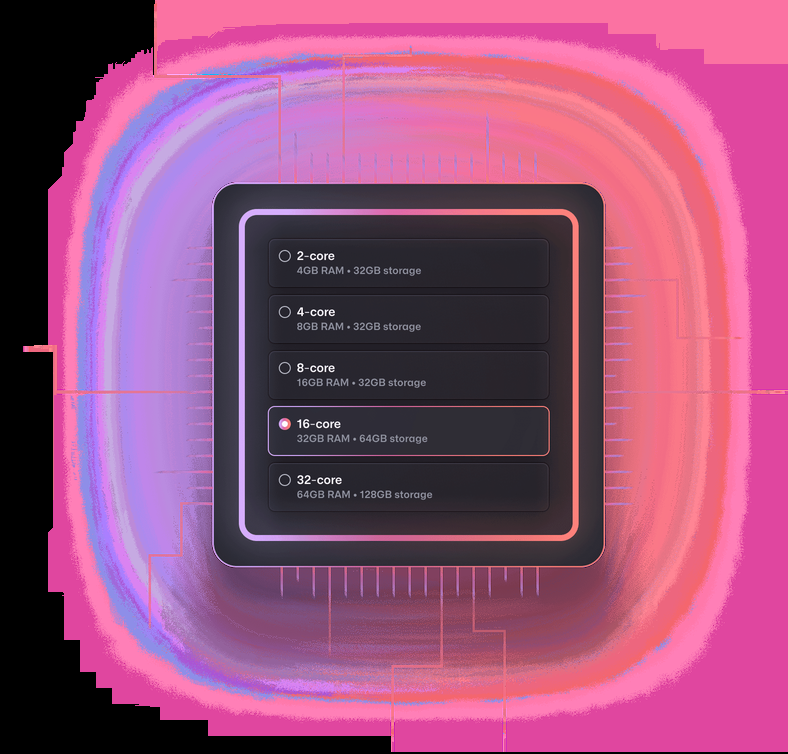 2-core
4GB RAM • 32GB storage
4-core
8GB RAM • 32GB storage
8-core
16GB RAM • 32GB storage
16-core
32GB RAM • 64GB storage
32-core
64GB RAM • 128GB storage